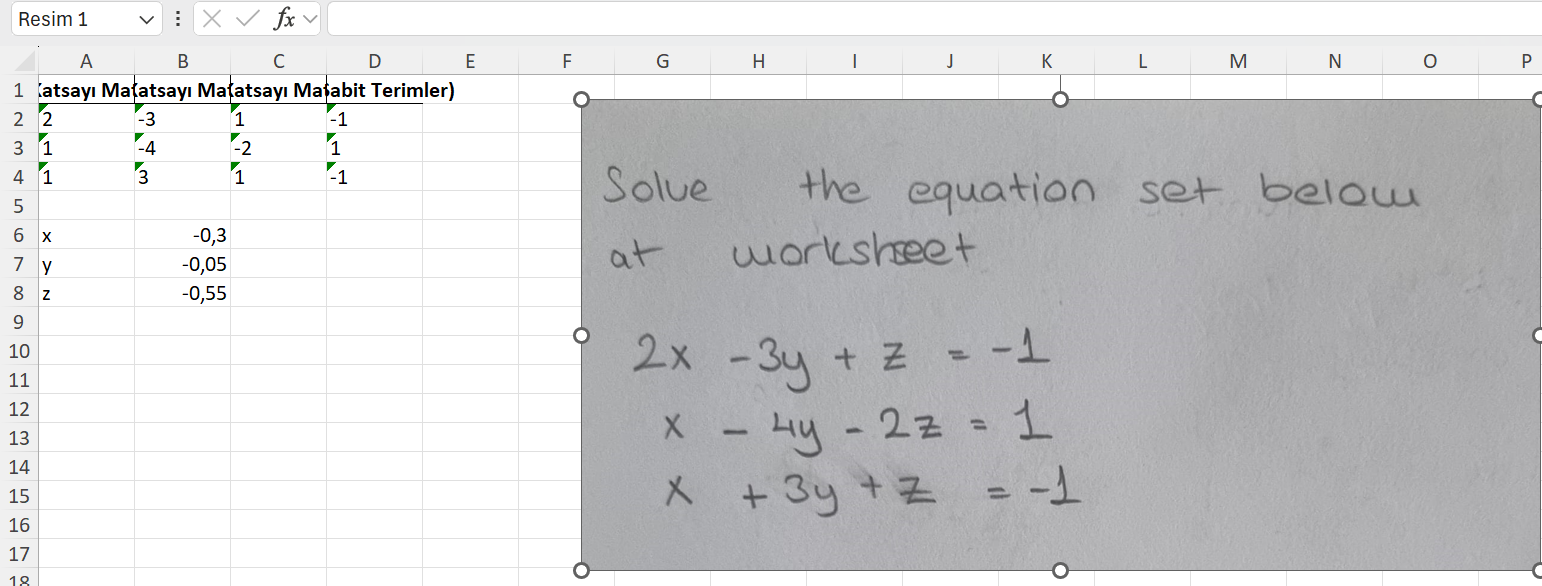 Resim 1 fx
A B C D E F G H I J K L M N O P
1 atsayı Ma atsayı Ma atsayı Ma abit Terimler)
2 2 -3 1 -1
3 1 -4 -2 1
4 1 3 1 -1
5
6 x -0,3
7 y -0,05
8 z -0,55
9
10
11
12
13
14
15
16
17
18
Solve the equation set below
at worksheet
2x - 3y + z = -1
x - 4y - 2z = 1
x + 3y + z = -1